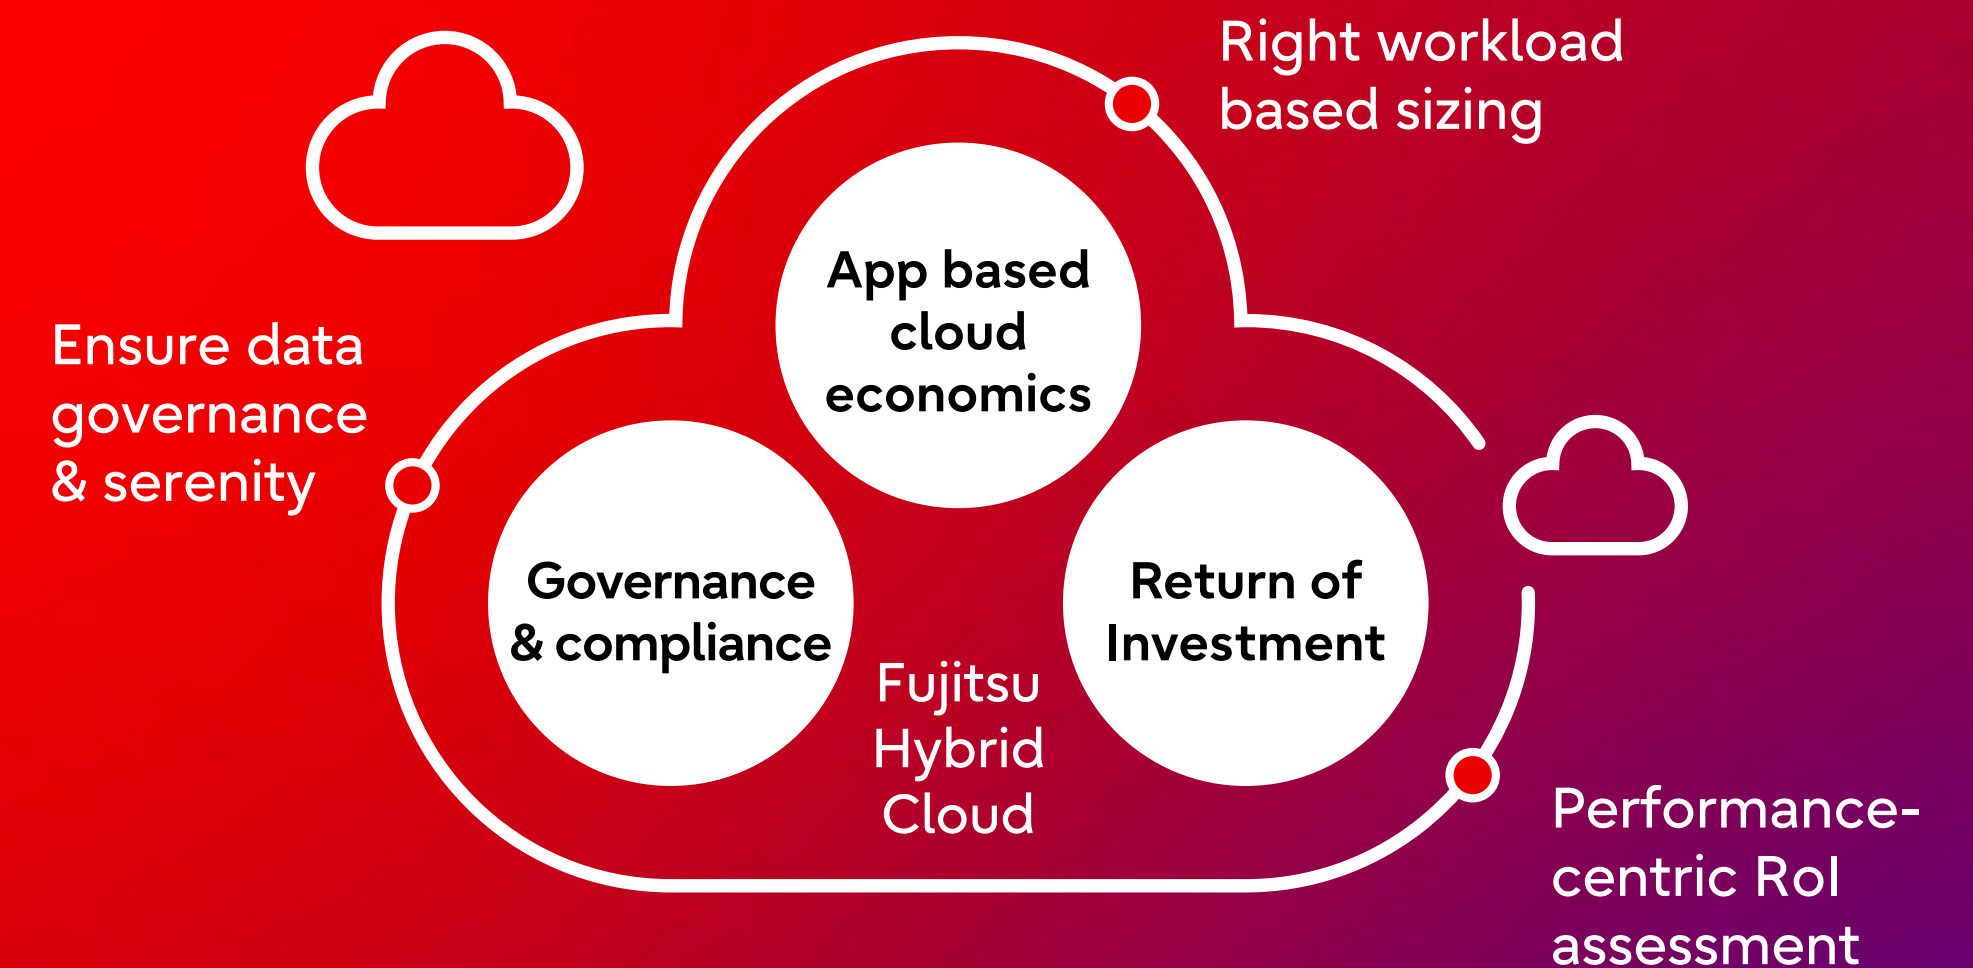 Right workload
based sizing
App based
cloud
economics
Ensure data
governance
& serenity
Governance
& compliance
Return of
Investment
Fujitsu
Hybrid
Cloud
Performance-
centric RoI
assessment